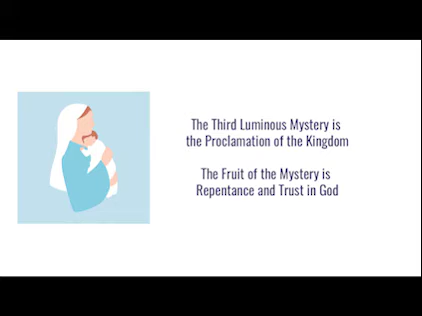 The Third Luminous Mystery is
the Proclamation of the Kingdom
The Fruit of the Mystery is
Repentance and Trust in God